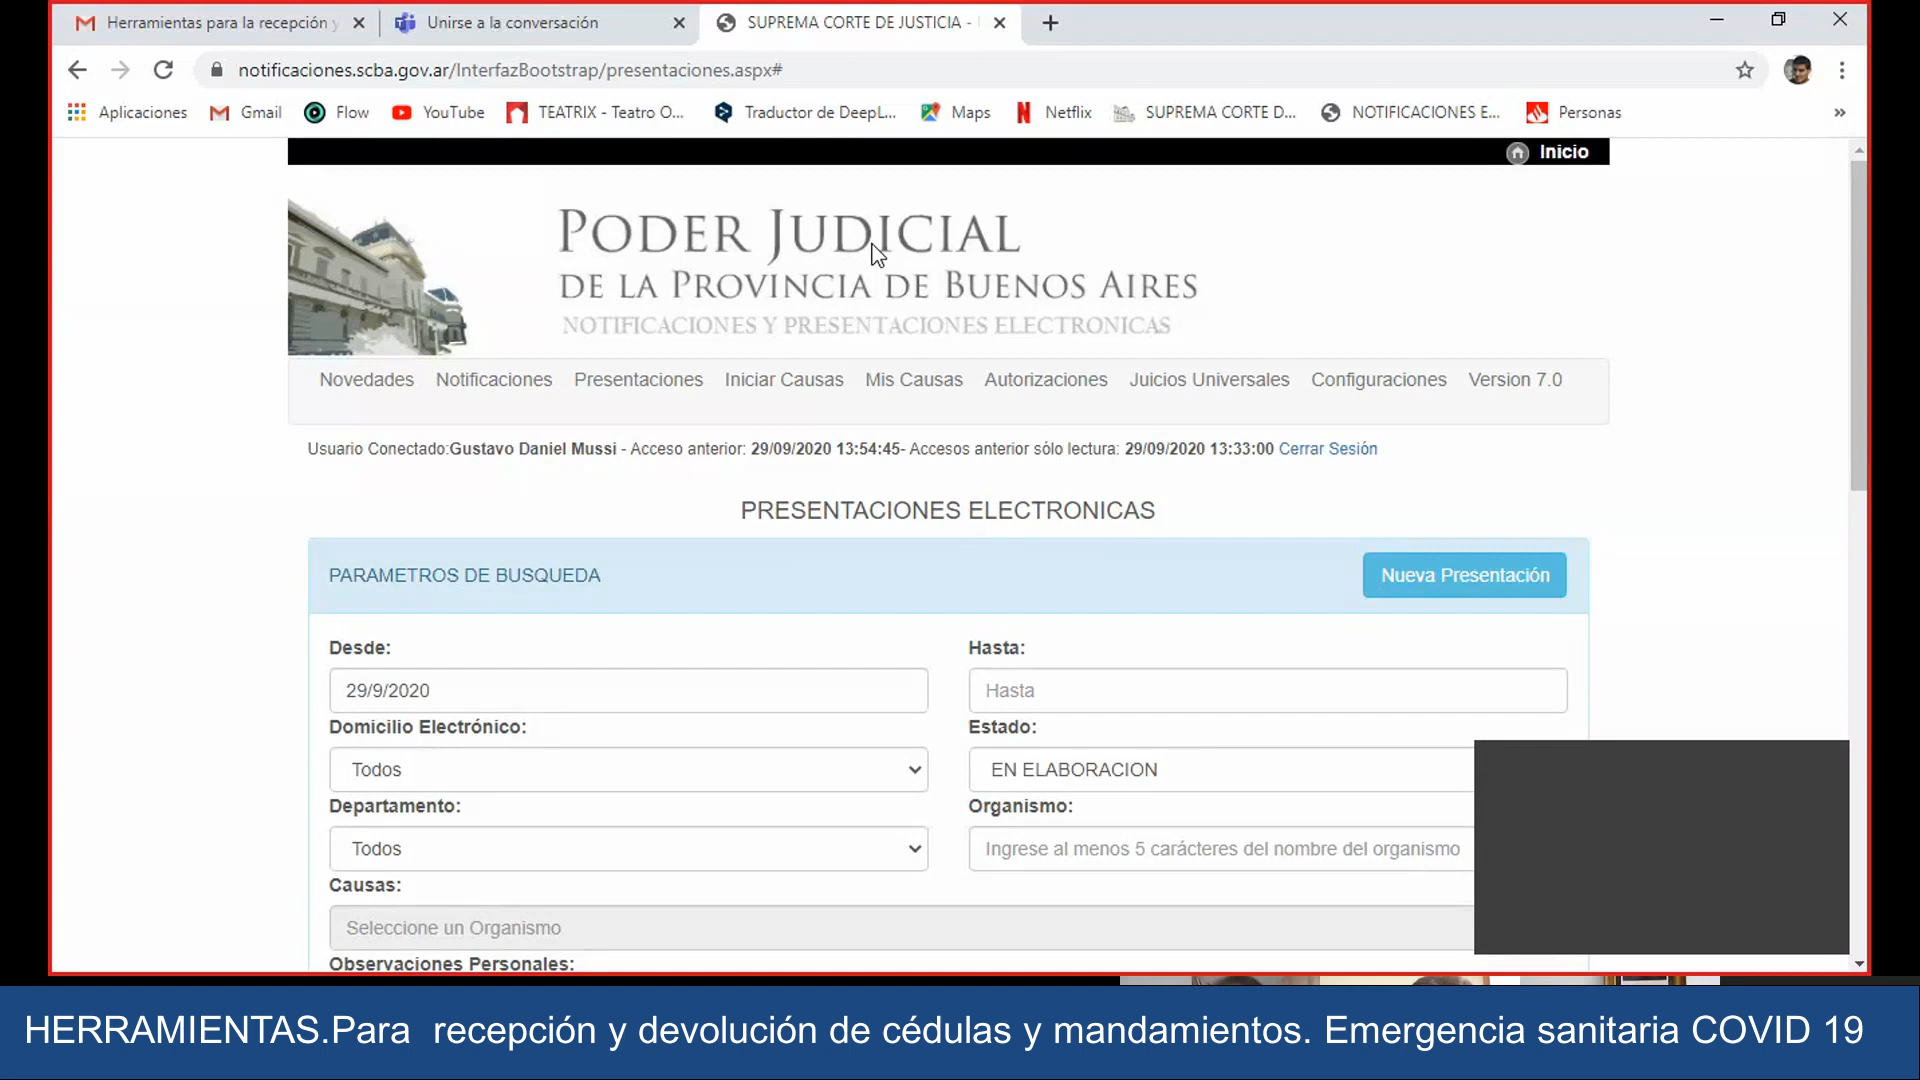 Herramientas para la recepción y
Unirse a la conversación
SUPREMA CORTE DE JUSTICIA -
notificaciones.scba.gov.ar/InterfazBootstrap/presentaciones.aspx#
Aplicaciones
Gmail
Flow
YouTube
TEATRIX - Teatro O...
Traductor de DeepL...
Maps
Netflix
SUPREMA CORTE D...
NOTIFICACIONES E...
Personas
»
Inicio
PODER JUDICIAL
DE LA PROVINCIA DE BUENOS AIRES
NOTIFICACIONES Y PRESENTACIONES ELECTRONICAS
Novedades Notificaciones Presentaciones Iniciar Causas Mis Causas Autorizaciones Juicios Universales Configuraciones Version 7.0
Usuario Conectado:Gustavo Daniel Mussi - Acceso anterior: 29/09/2020 13:54:45- Accesos anterior sólo lectura: 29/09/2020 13:33:00 Cerrar Sesión
PRESENTACIONES ELECTRONICAS
PARAMETROS DE BUSQUEDA
Nueva Presentación
Desde:
29/9/2020
Hasta:
Hasta
Domicilio Electrónico:
Todos
Estado:
EN ELABORACION
Departamento:
Todos
Organismo:
Ingrese al menos 5 carácteres del nombre del organismo
Causas:
Seleccione un Organismo
Observaciones Personales:
HERRAMIENTAS.Para recepción y devolución de cédulas y mandamientos. Emergencia sanitaria COVID 19